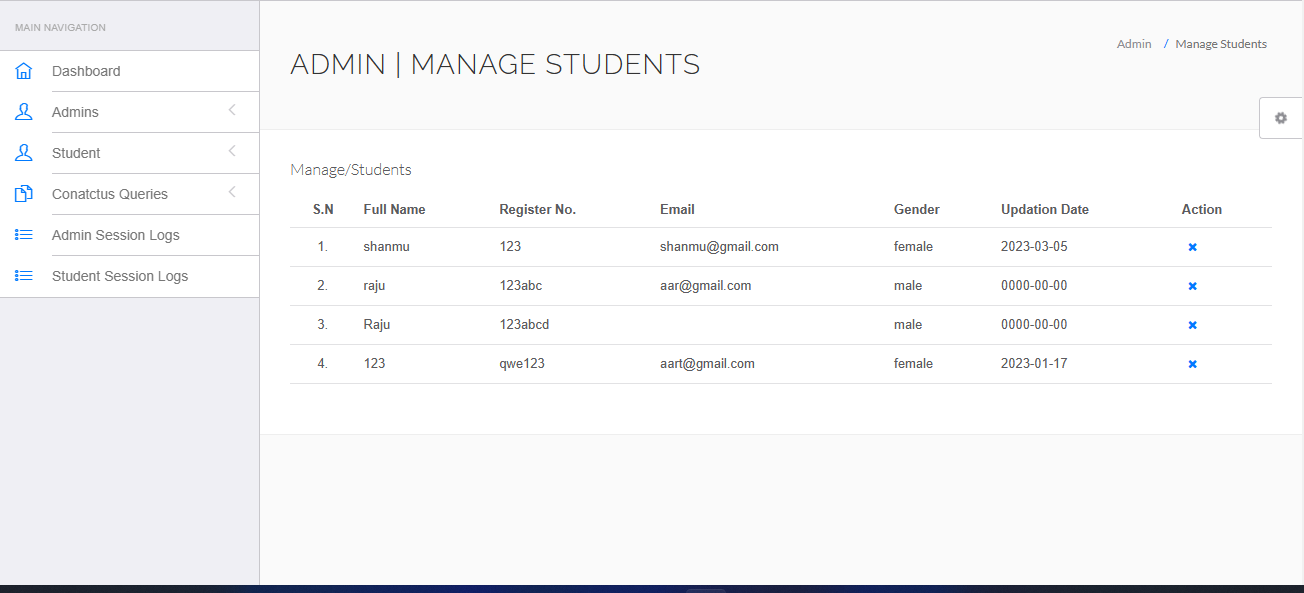 MAIN NAVIGATION
Dashboard
Admins
Student
Conatctus Queries
Admin Session Logs
Student Session Logs
ADMIN | MANAGE STUDENTS
Admin / Manage Students
Manage/Students
S.N Full Name Register No. Email Gender Updation Date Action
1. shanmu 123 shanmu@gmail.com female 2023-03-05
2. raju 123abc aar@gmail.com male 0000-00-00
3. Raju 123abcd male 0000-00-00
4. 123 qwe123 aart@gmail.com female 2023-01-17